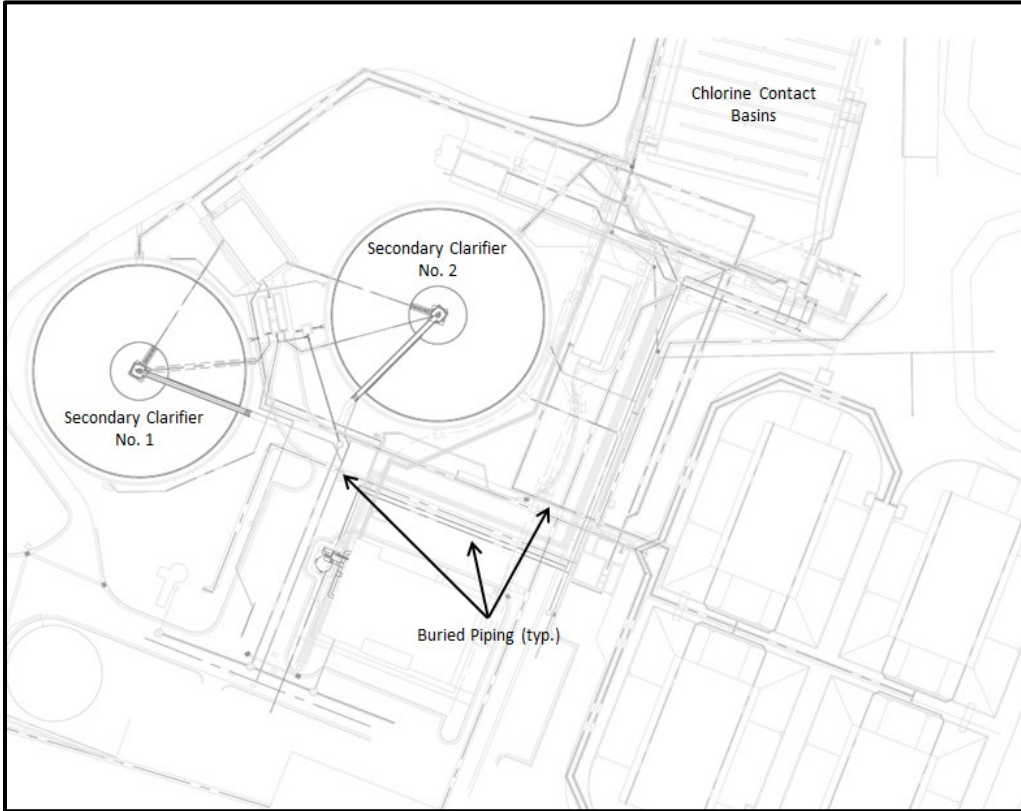 Chlorine Contact
Basins
Secondary Clarifier
No. 2
Secondary Clarifier
No. 1
Buried Piping (typ.)